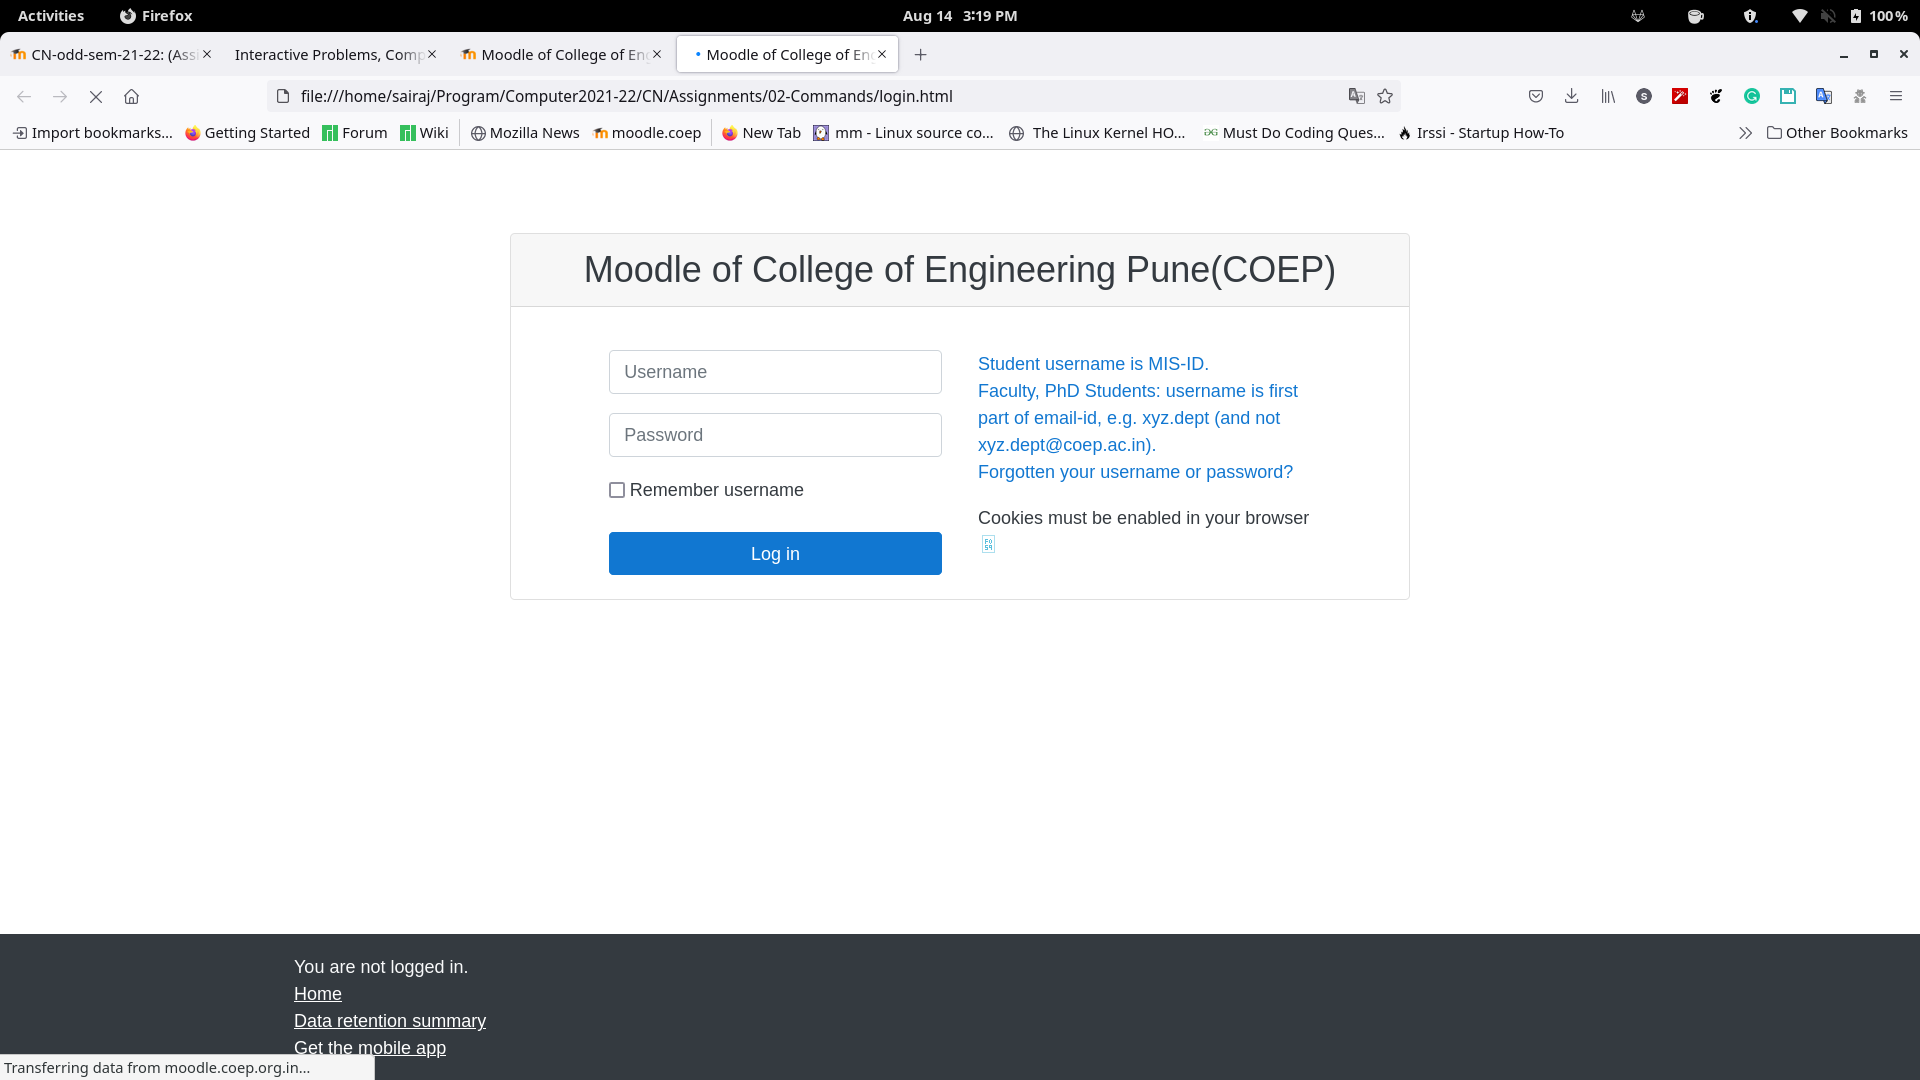 Activities Firefox Aug 14 3:19 PM 100%
CN-odd-sem-21-22: (Assi Interactive Problems, Comp Moodle of College of Eng Moodle of College of En
file:///home/sairaj/Program/Computer2021-22/CN/Assignments/02-Commands/login.html
Import bookmarks... Getting Started Forum Wiki Mozilla News moodle.coep New Tab mm - Linux source co... The Linux Kernel HO... Must Do Coding Ques... Irssi - Startup How-To Other Bookmarks
Moodle of College of Engineering Pune(COEP)
Username
Password
Remember username
Log in
Student username is MIS-ID.
Faculty, PhD Students: username is first
part of email-id, e.g. xyz.dept (and not
xyz.dept@coep.ac.in).
Forgotten your username or password?
Cookies must be enabled in your browser
You are not logged in.
Home
Data retention summary
Get the mobile app
Transferring data from moodle.coep.org.in...